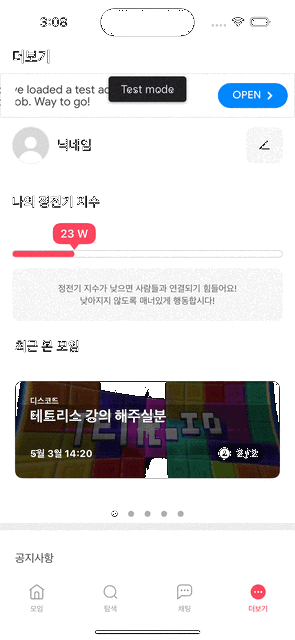 3:08
더보기
've loaded a test ad
job. Way to go!
Test mode
OPEN
닉네임
나의 정전기 지수
23 W
정전기 지수가 낮으면 사람들과 연결되기 힘들어요!
낮아지지 않도록 매너있게 행동합시다!
최근 본 모임
디스코드
테트리스 강의 해주실분
5월 3일 14:20
2/2
공지사항
모임
탐색
채팅
더보기